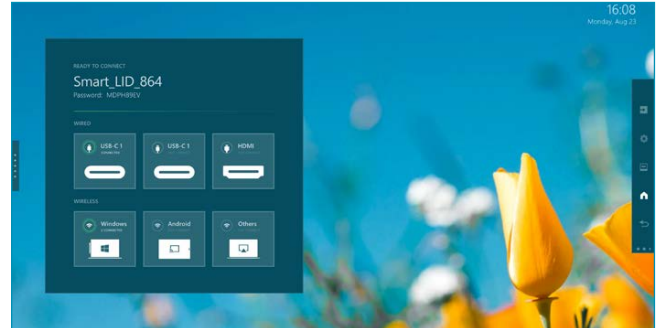 16:08
Monday, Aug 23
READY TO CONNECT
Smart_LID_864
Password: MDPH89EV
WIRED
USB-C 1
USB-C 1
HDMI
WIRELESS
Windows
Android
Others